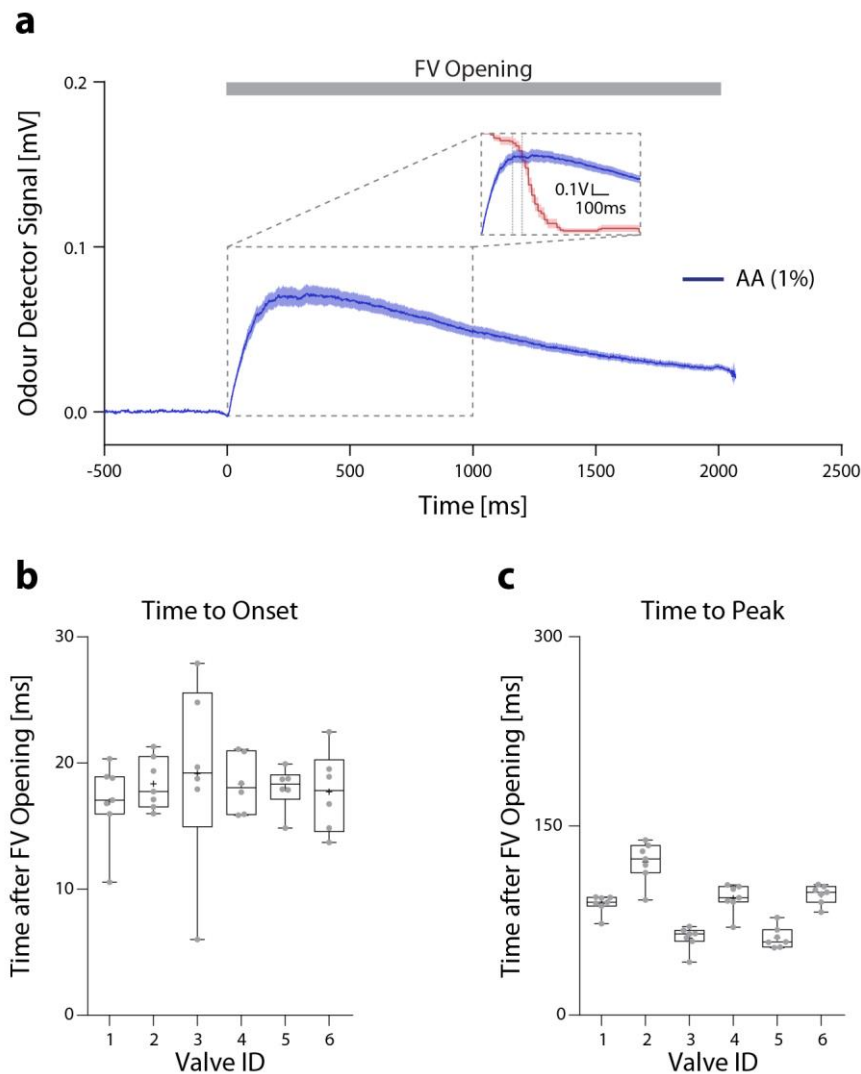 a
FV Opening
Odour Detector Signal [mV]
0.2
0.1
0.0
0.1V
100ms
AA (1%)
-500 0 500 1000 1500 2000 2500
Time [ms]
b
Time to Onset
Time after FV Opening [ms]
30
20
10
0
1 2 3 4 5 6
Valve ID
c
Time to Peak
Time after FV Opening [ms]
300
150
0
1 2 3 4 5 6
Valve ID